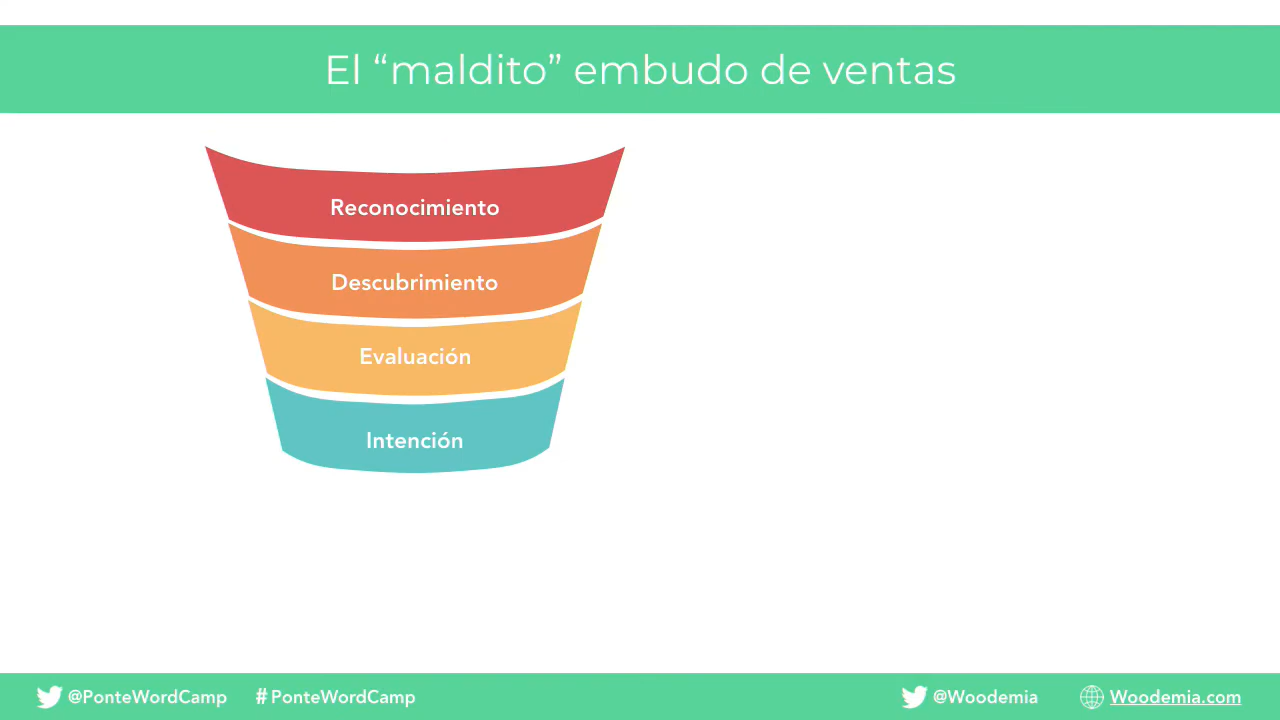 El “maldito” embudo de ventas
Reconocimiento
Descubrimiento
Evaluación
Intención
@PonteWordCamp # PonteWordCamp @Woodemia Woodemia.com